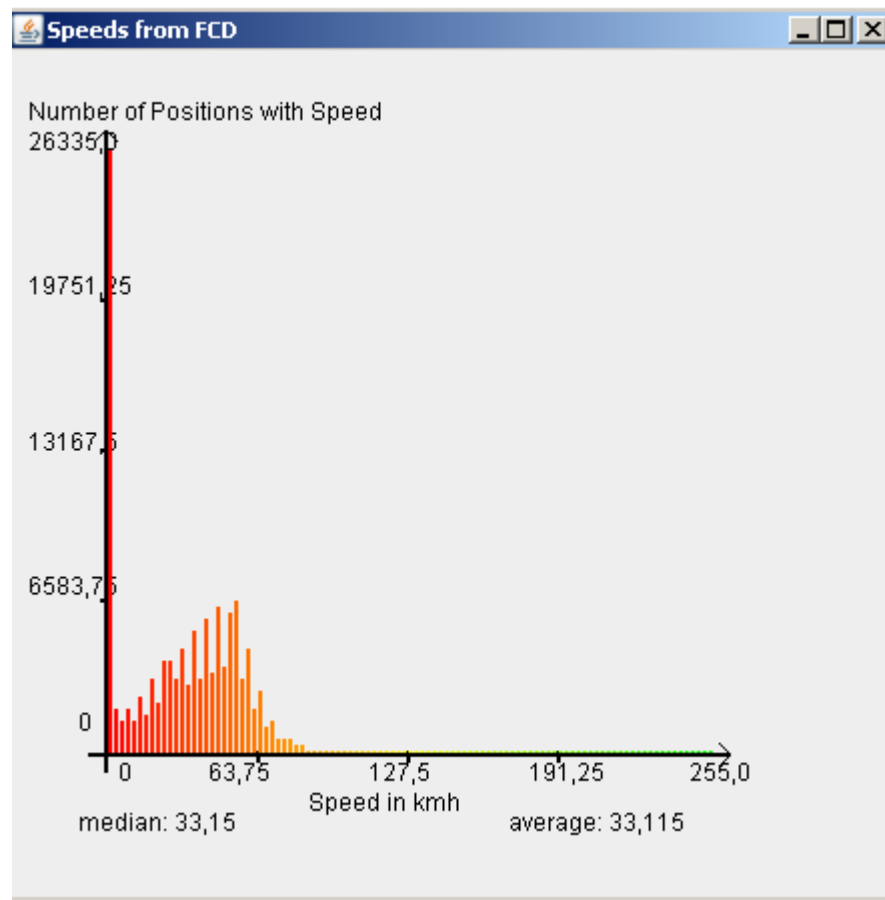 Speeds from FCD
Number of Positions with Speed
26335,0
19751,25
13167,5
6583,75
0
0 63,75 127,5 191,25 255,0
Speed in kmh
median: 33,15 average: 33,115